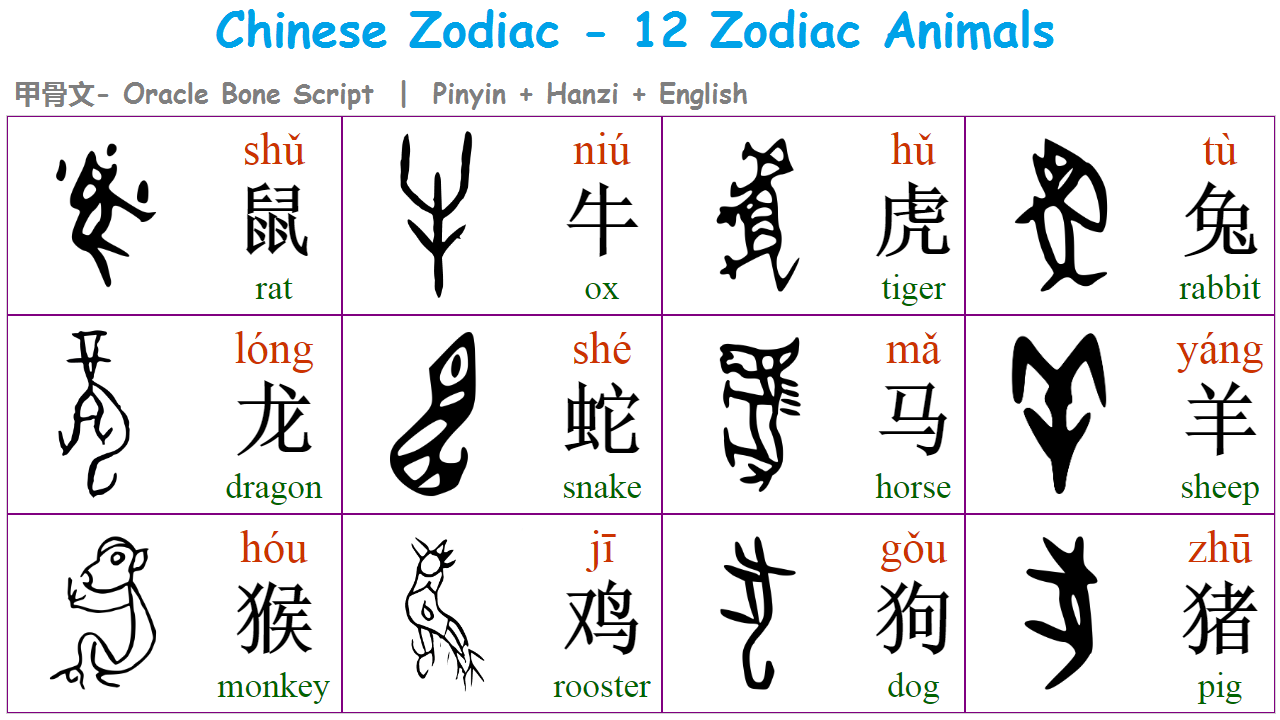 Chinese Zodiac - 12 Zodiac Animals
甲骨文- Oracle Bone Script | Pinyin + Hanzi + English
shǔ
鼠
rat
niú
牛
ox
hǔ
虎
tiger
tù
兔
rabbit
lóng
龙
dragon
shé
蛇
snake
mǎ
马
horse
yáng
羊
sheep
hóu
猴
monkey
jī
鸡
rooster
gǒu
狗
dog
zhū
猪
pig